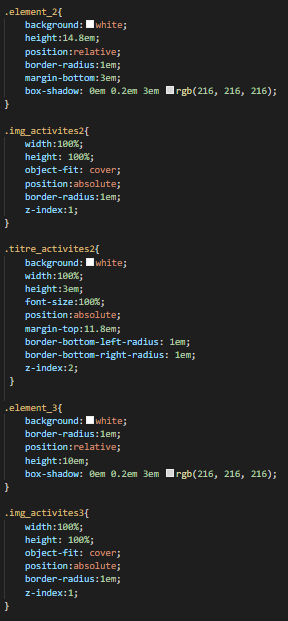 .element_2{
background: white;
height:14.8em;
position:relative;
border-radius:1em;
margin-bottom:3em;
box-shadow: 0em 0.2em 3em rgb(216, 216, 216);
}
.img_activites2{
width:100%;
height: 100%;
object-fit: cover;
position:absolute;
border-radius:1em;
z-index:1;
}
.titre_activites2{
background: white;
width:100%;
height:3em;
font-size:100%;
position:absolute;
margin-top:11.8em;
border-bottom-left-radius: 1em;
border-bottom-right-radius: 1em;
z-index:2;
}
.element_3{
background: white;
border-radius:1em;
position:relative;
height:10em;
box-shadow: 0em 0.2em 3em rgb(216, 216, 216);
}
.img_activites3{
width:100%;
height: 100%;
object-fit: cover;
position:absolute;
border-radius:1em;
z-index:1;
}